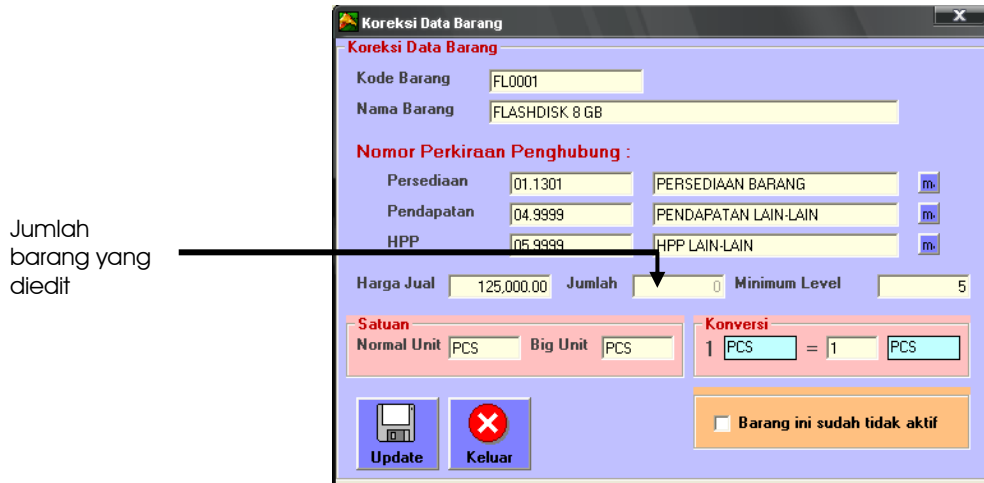 Koreksi Data Barang
Koreksi Data Barang
Kode Barang FL0001
Nama Barang FLASHDISK 8 GB
Nomor Perkiraan Penghubung :
Persediaan 01.1301 PERSEDIAAN BARANG m.
Pendapatan 04.9999 PENDAPATAN LAIN-LAIN m.
HPP 05.9999 HPP LAIN-LAIN m.
Jumlah
barang yang
diedit
Harga Jual 125,000.00 Jumlah 0 Minimum Level 5
Satuan Konversi
Normal Unit PCS Big Unit PCS 1 PCS = 1 PCS
Barang ini sudah tidak aktif
Update Keluar